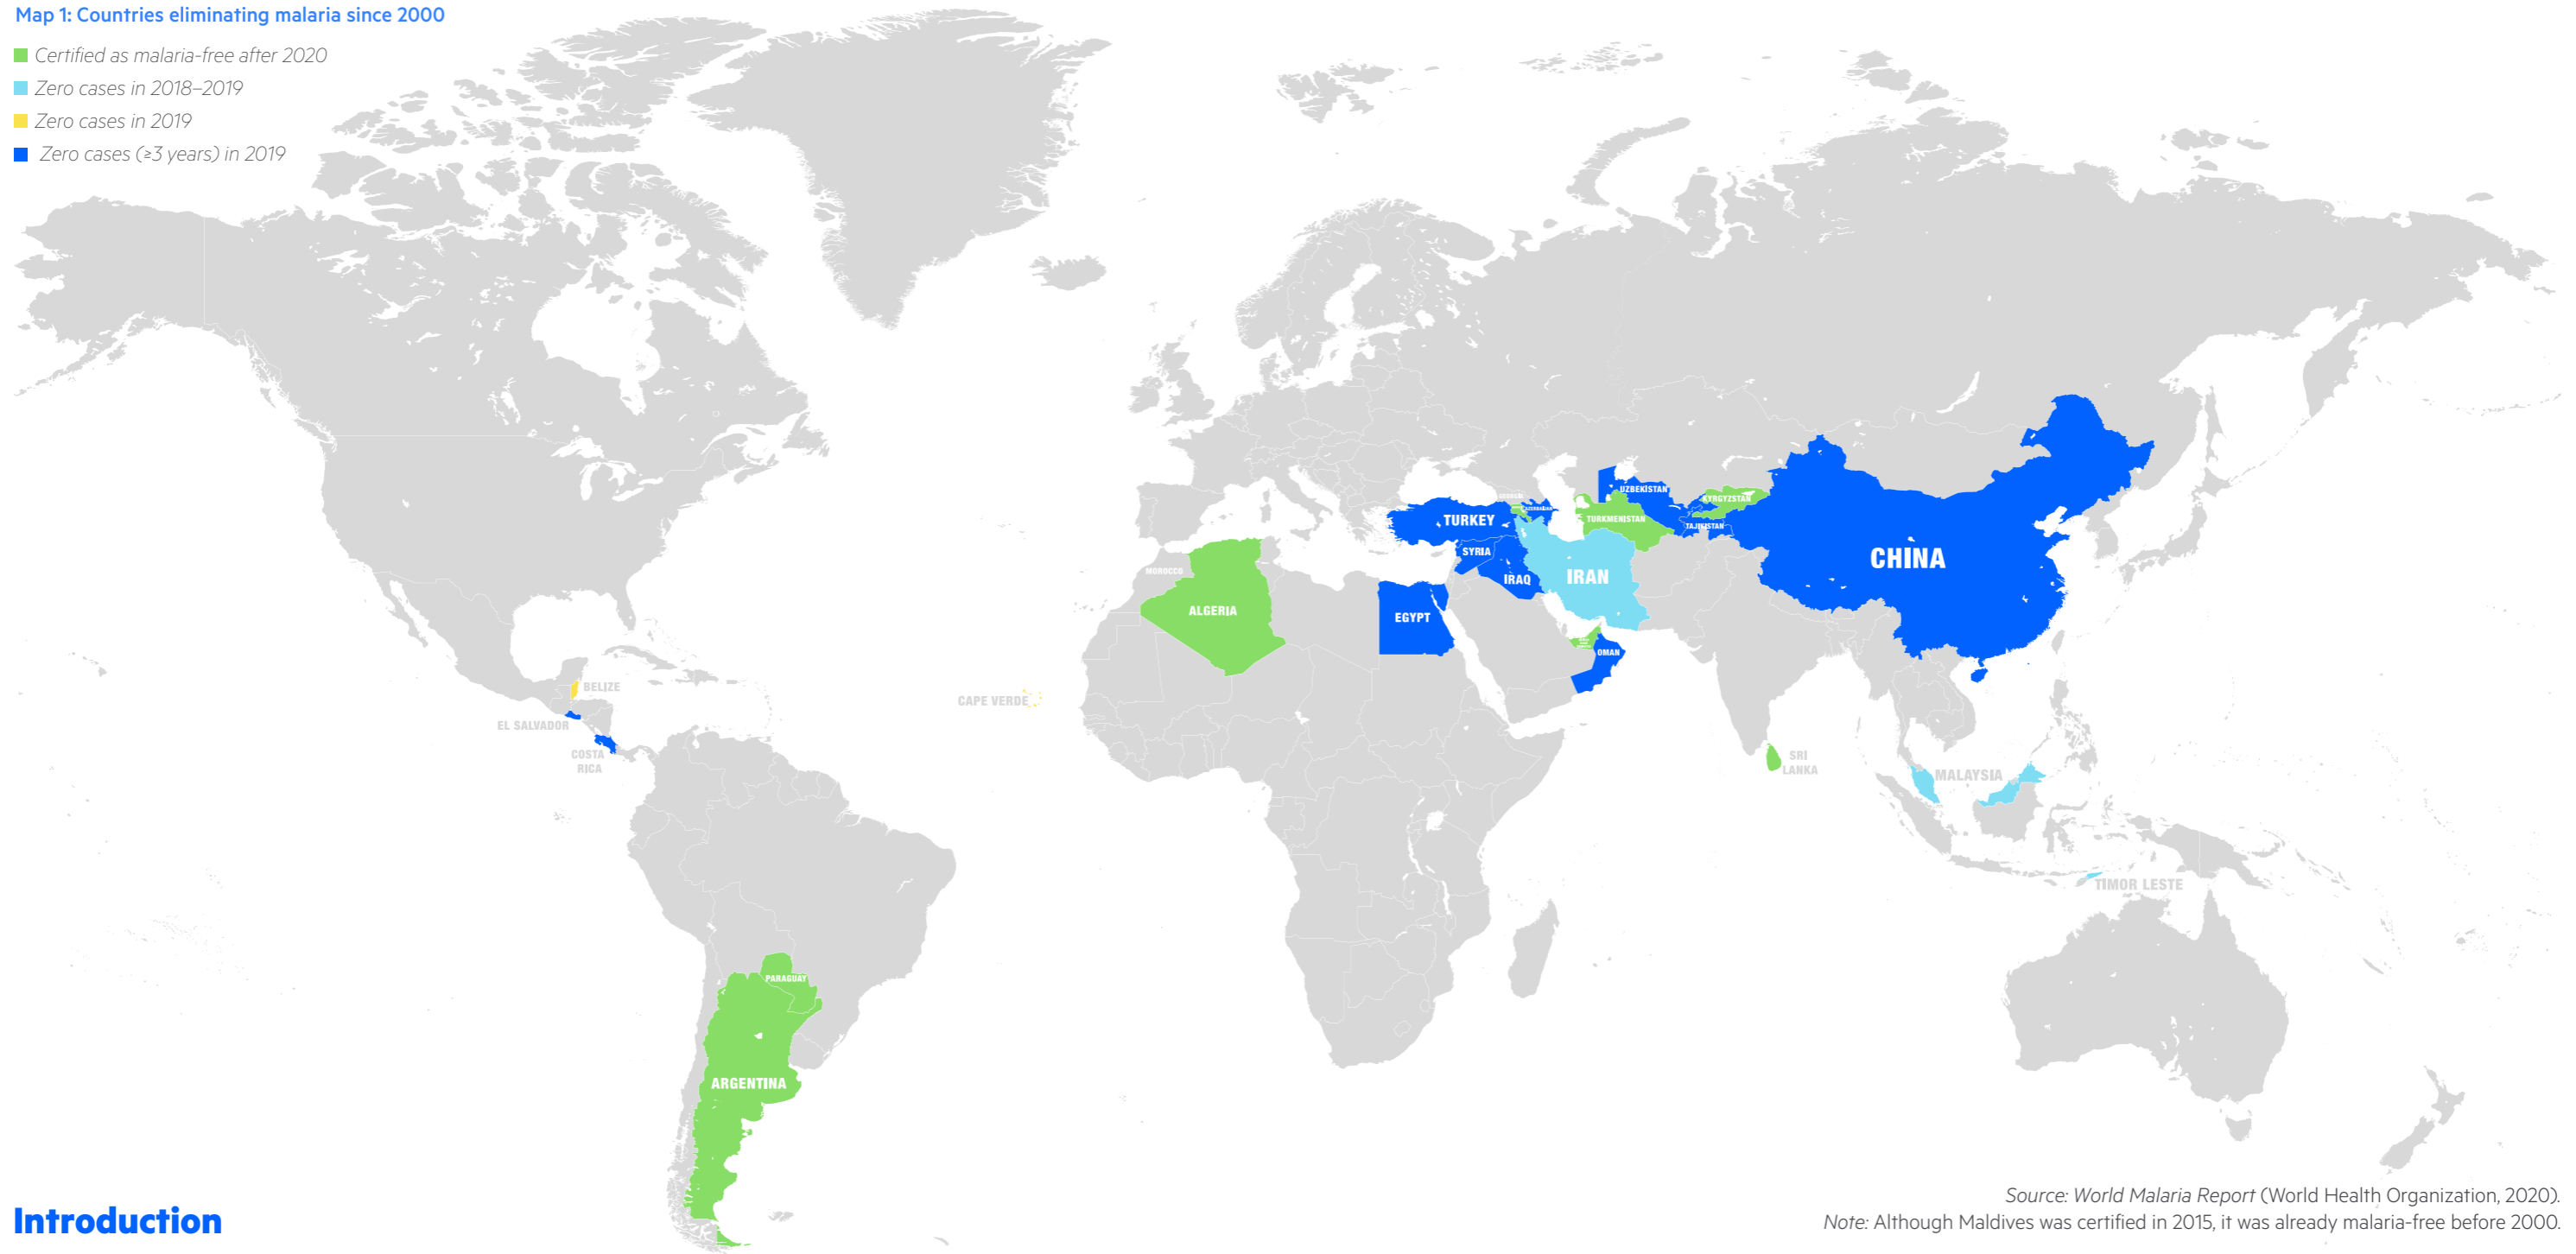 Map 1: Countries eliminating malaria since 2000
Certified as malaria-free after 2020
Zero cases in 2018–2019
Zero cases in 2019
Zero cases (≥3 years) in 2019
UZBEKISTAN
KYRGYZSTAN
GEORGIA
AZERBAIJAN
TURKMENISTAN
TURKEY
TAJIKISTAN
SYRIA
CHINA
MOROCCO
IRAQ
IRAN
ALGERIA
EGYPT
OMAN
BELIZE
CAPE VERDE
EL SALVADOR
COSTA
RICA
SRI
LANKA
MALAYSIA
TIMOR LESTE
PARAGUAY
ARGENTINA
Introduction
Source: World Malaria Report (World Health Organization, 2020).
Note: Although Maldives was certified in 2015, it was already malaria-free before 2000.